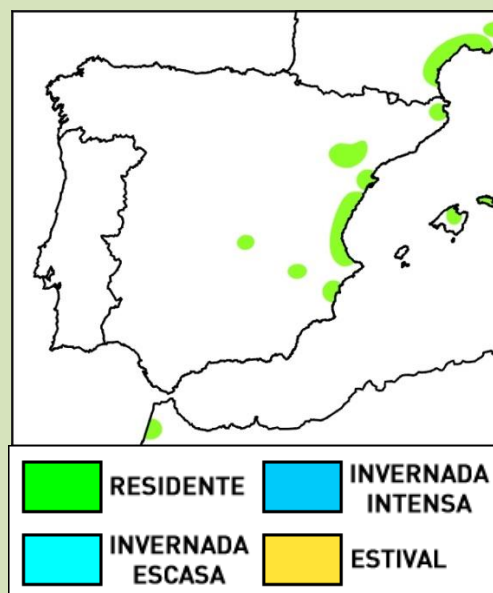 RESIDENTE
INVERNADA
INTENSA
INVERNADA
ESCASA
ESTIVAL